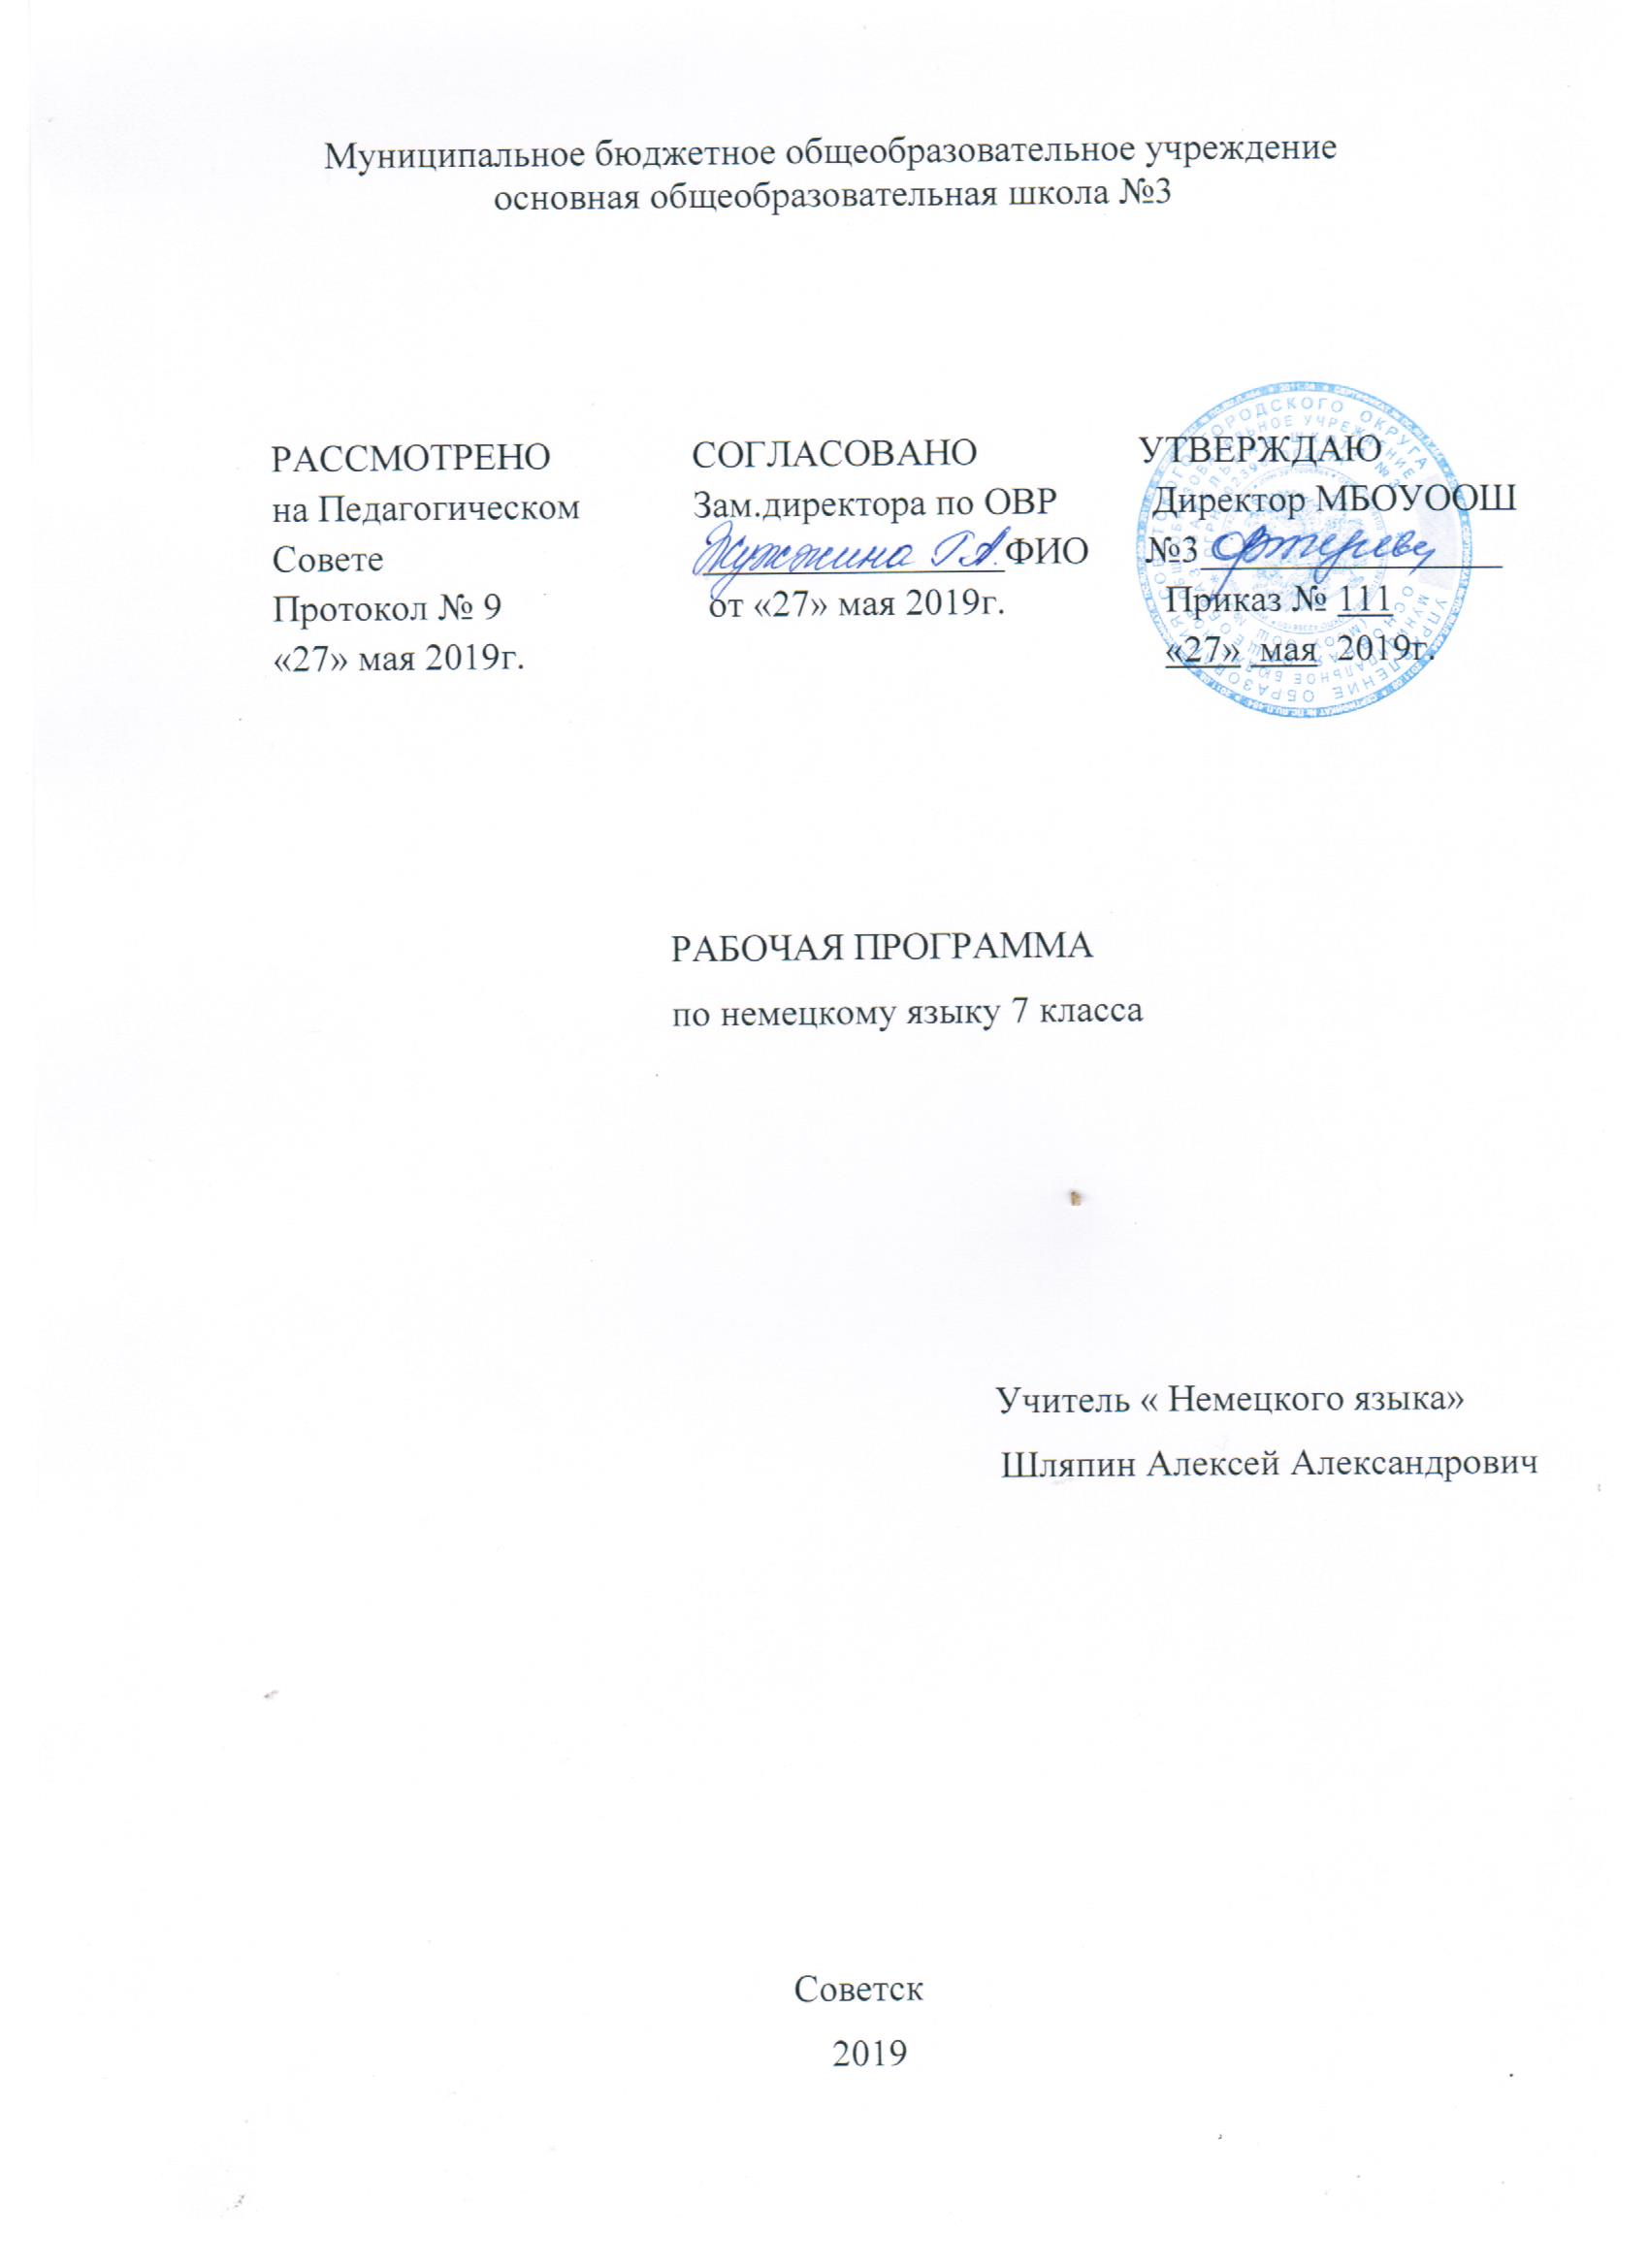 Муниципальное бюджетное общеобразовательное учреждение
основная общеобразовательная школа №3
РАССМОТРЕНО
на Педагогическом
Совете
Протокол № 9
«27» мая 2019г.
СОГЛАСОВАНО
Зам.директора по ОВР
Жужжина Г.А. ФИО
от «27» мая 2019г.
УТВЕРЖДАЮ
Директор МБОУООШ
№3
Приказ № 111
«27» мая 2019г.
РАБОЧАЯ ПРОГРАММА
по немецкому языку 7 класса
Учитель « Немецкого языка»
Шляпин Алексей Александрович
Советск
2019